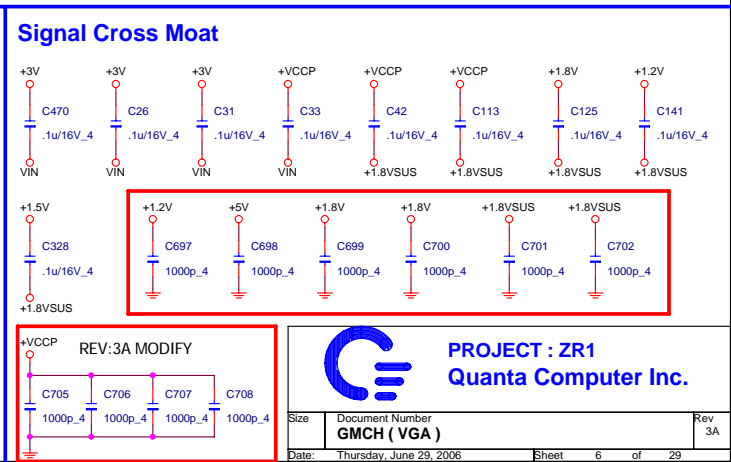 Signal Cross Moat
+3V +3V +3V +VCCP +VCCP +VCCP +1.8V +1.2V
C470 C26 C31 C33 C42 C113 C125 C141
.1u/16V_4 .1u/16V_4 .1u/16V_4 .1u/16V_4 .1u/16V_4 .1u/16V_4 .1u/16V_4 .1u/16V_4
VIN VIN VIN VIN +1.8VSUS +1.8VSUS +1.8VSUS +1.8VSUS
+1.5V +1.2V +5V +1.8V +1.8V +1.8VSUS +1.8VSUS
C328 C697 C698 C699 C700 C701 C702
.1u/16V_4 1000p_4 1000p_4 1000p_4 1000p_4 1000p_4 1000p_4
+1.8VSUS
+VCCP REV:3A MODIFY
C705 C706 C707 C708
1000p_4 1000p_4 1000p_4 1000p_4
PROJECT : ZR1
Quanta Computer Inc.
Size Document Number Rev
GMCH ( VGA ) 3A
Date: Thursday, June 29, 2006 Sheet 6 of 29